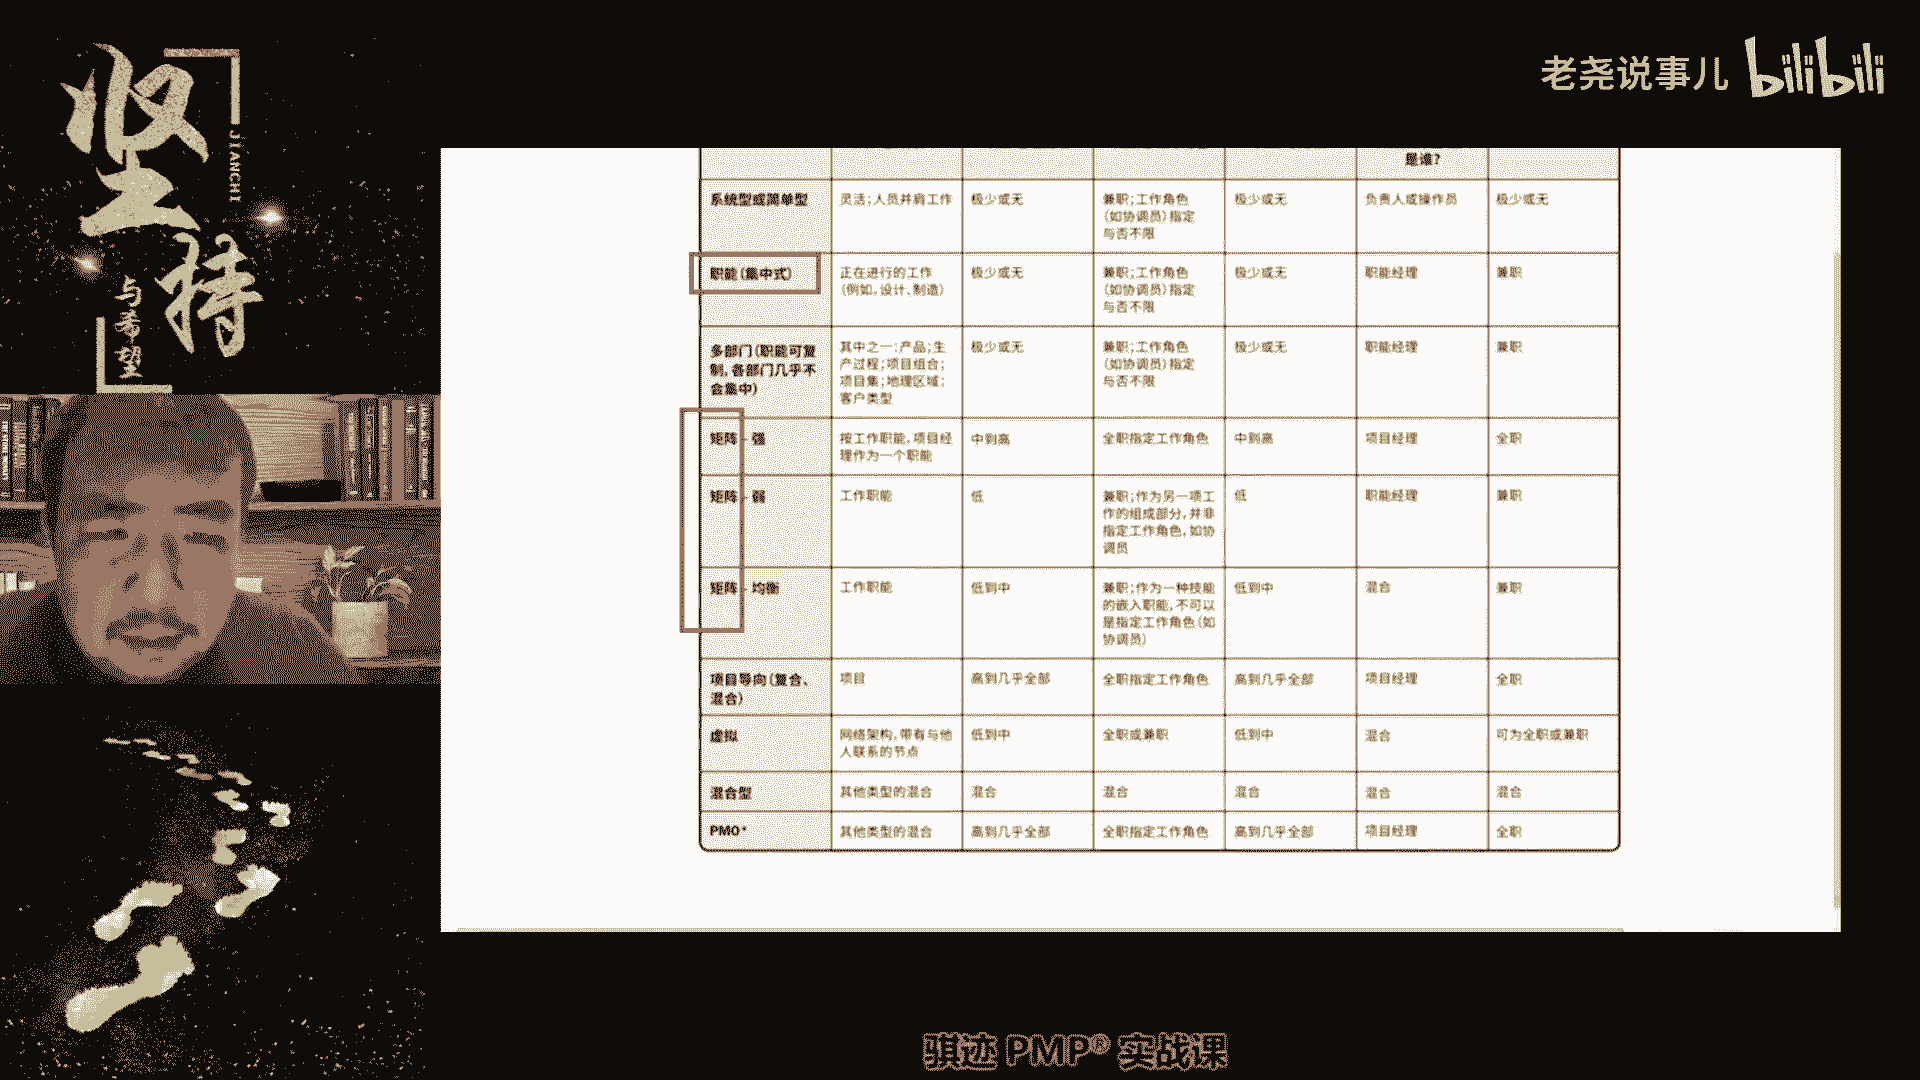 坚
持
JIANCHI
与
希
望
老尧说事儿 bilibili
是谁?
系统型或简单型
灵活;人员并肩工作
极少或无
兼职;工作角色
(如协调员)指定
与否不限
极少或无
负责人或操作员
极少或无
职能(集中式)
正在进行的工作
(例如,设计、制造)
极少或无
兼职;工作角色
(如协调员)指定
与否不限
极少或无
职能经理
兼职
多部门(职能可复
制,各部门几乎不
会集中)
其中之一:产品;生
产过程;项目组合;
项目集;地理区域;
客户类型
极少或无
兼职;工作角色
(如协调员)指定
与否不限
极少或无
职能经理
兼职
矩阵 - 强
按工作职能,项目经
理作为一个职能
中到高
全职指定工作角色
中到高
项目经理
全职
矩阵 - 弱
工作职能
低
兼职;作为另一项工
作的组成部分,并非
指定工作角色,如协
调员
低
职能经理
兼职
矩阵 - 均衡
工作职能
低到中
兼职;作为一种技能
的嵌入职能,不可以
是指定工作角色(如
协调员)
低到中
混合
兼职
项目导向(复合、
混合)
项目
高到几乎全部
全职指定工作角色
高到几乎全部
项目经理
全职
虚拟
网络架构,带有与他
人联系的节点
低到中
全职或兼职
低到中
混合
可为全职或兼职
混合型
其他类型的混合
混合
混合
混合
混合
混合
PMO*
其他类型的混合
高到几乎全部
全职指定工作角色
高到几乎全部
项目经理
全职
骐迹 PMP® 实战课